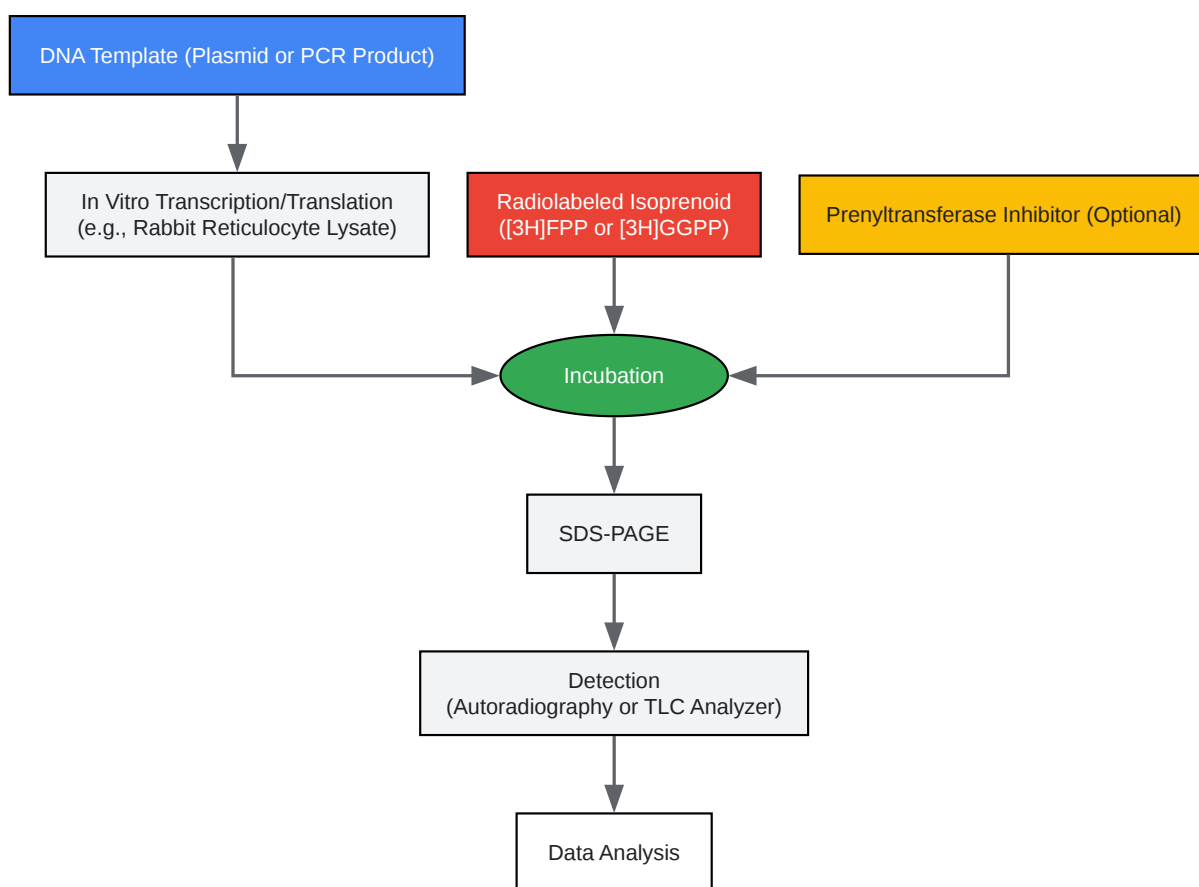 DNA Template (Plasmid or PCR Product)
In Vitro Transcription/Translation
(e.g., Rabbit Reticulocyte Lysate)
Radiolabeled Isoprenoid
([3H]FPP or [3H]GGPP)
Prenyltransferase Inhibitor (Optional)
Incubation
SDS-PAGE
Detection
(Autoradiography or TLC Analyzer)
Data Analysis